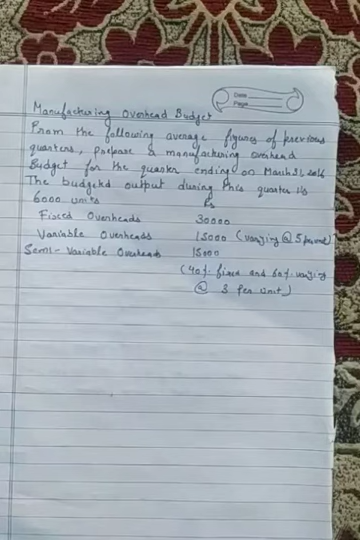 Date
Page
Manufacturing Overhead Budget
From the following average figures of previous
quarters, prepare a manufacturing overhead
Budget for the quarter ending on March 31, 2016
The budgeted output during this quarter is
6000 units
Rs
Fixed Overheads 30000
Variable Overheads 15000 (varying @ 5 per unit)
Semi-Variable Overheads 15000
(40% fixed and 60% varying
@ 3 Per unit)